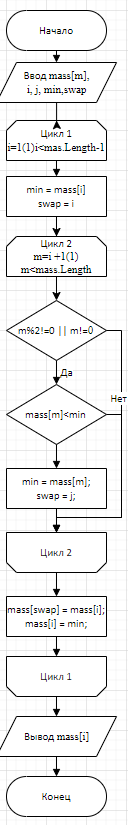 Начало
Ввод mass[m],
i, j, min,swap
Цикл 1
i=1(1)i<mas.Length-1
min = mass[i]
swap = i
Цикл 2
m=i +1(1)
m<mass.Length
m%2!=0 || m!=0
Да
Нет
mass[m]<min
min = mass[m];
swap = j;
Цикл 2
mass[swap] = mass[i];
mass[i] = min;
Цикл 1
Вывод mass[i]
Конец